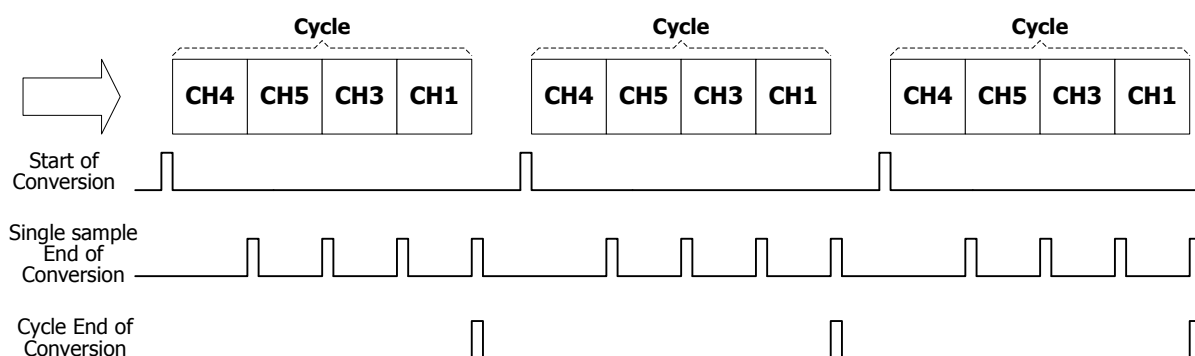 Cycle Cycle Cycle
CH4 CH5 CH3 CH1 CH4 CH5 CH3 CH1 CH4 CH5 CH3 CH1
Start of
Conversion
Single sample
End of
Conversion
Cycle End of
Conversion